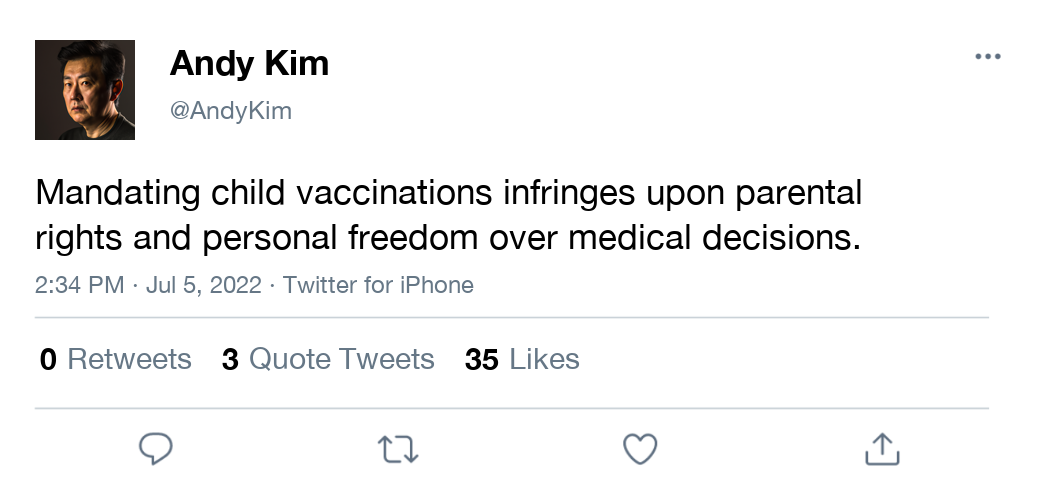 Andy Kim
@AndyKim
Mandating child vaccinations infringes upon parental
rights and personal freedom over medical decisions.
2:34 PM · Jul 5, 2022 · Twitter for iPhone
0 Retweets 3 Quote Tweets 35 Likes